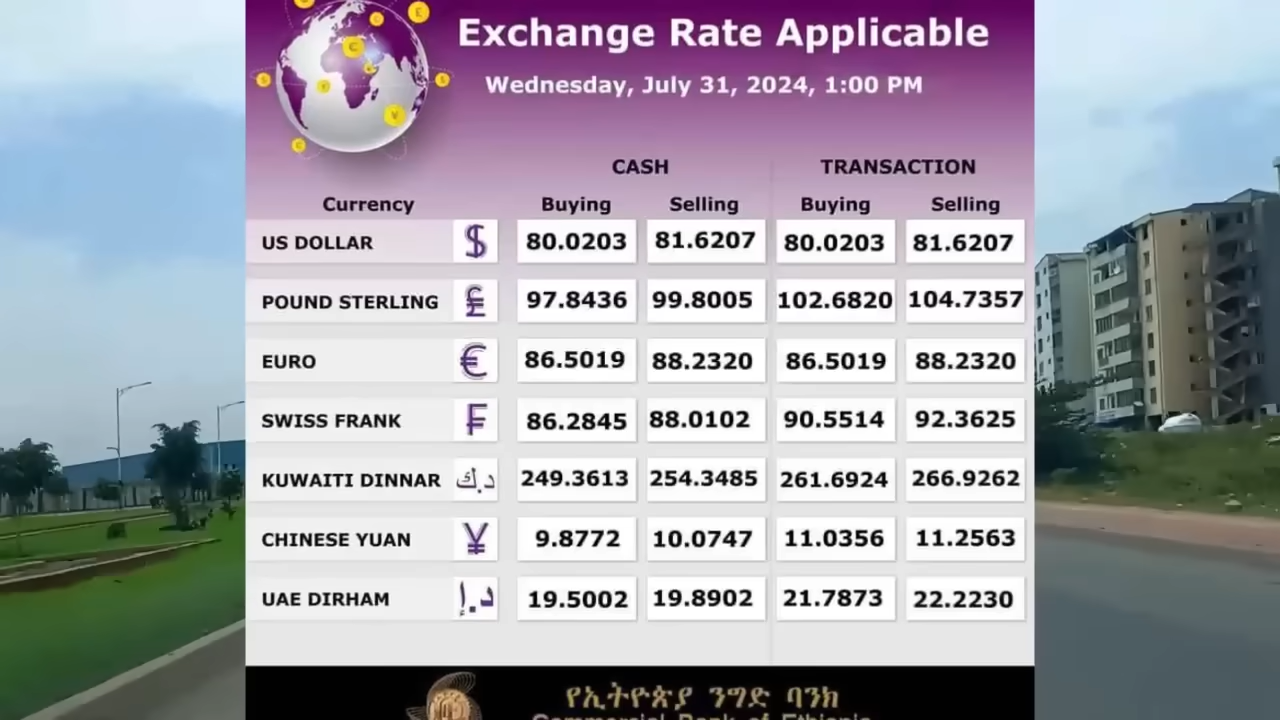 Exchange Rate Applicable
Wednesday, July 31, 2024, 1:00 PM
CASH TRANSACTION
Currency Buying Selling Buying Selling
US DOLLAR $ 80.0203 81.6207 80.0203 81.6207
POUND STERLING £ 97.8436 99.8005 102.6820 104.7357
EURO € 86.5019 88.2320 86.5019 88.2320
SWISS FRANK ₣ 86.2845 88.0102 90.5514 92.3625
KUWAITI DINNAR د.ك 249.3613 254.3485 261.6924 266.9262
CHINESE YUAN ¥ 9.8772 10.0747 11.0356 11.2563
UAE DIRHAM د.إ 19.5002 19.8902 21.7873 22.2230
የኢትዮጵያ ንግድ ባንክ
Commercial Bank of Ethiopia